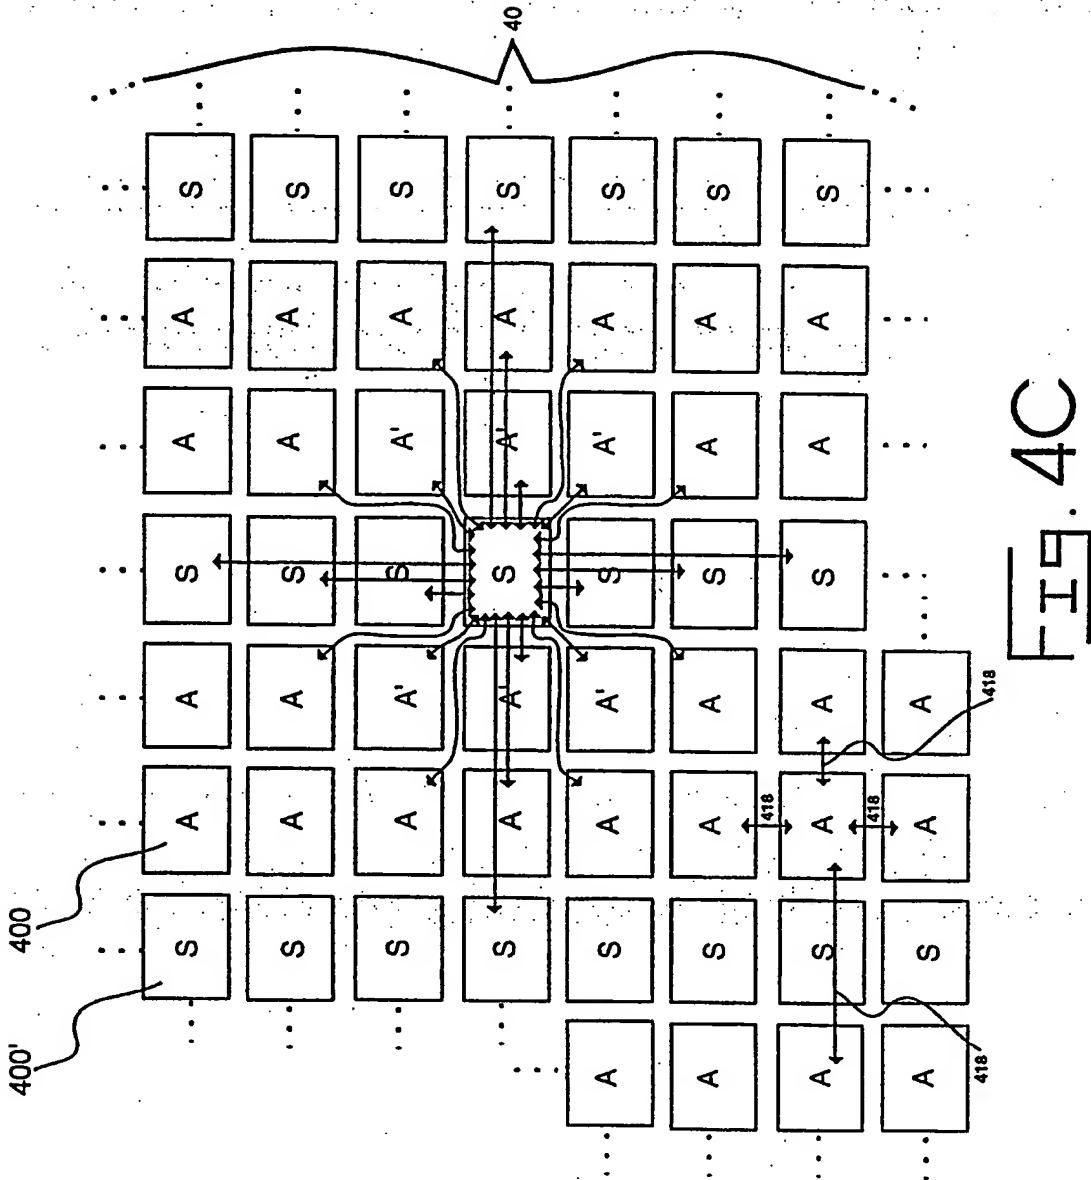 400' 400
S A A S A A S
S A A S A A S
S A A' S A' A S
S A A' S A' A S 40
A S A A' S A' A S
A S A A S A A S
418
A S A A S A A S
418
A S A A
418 418
Fig. 4C